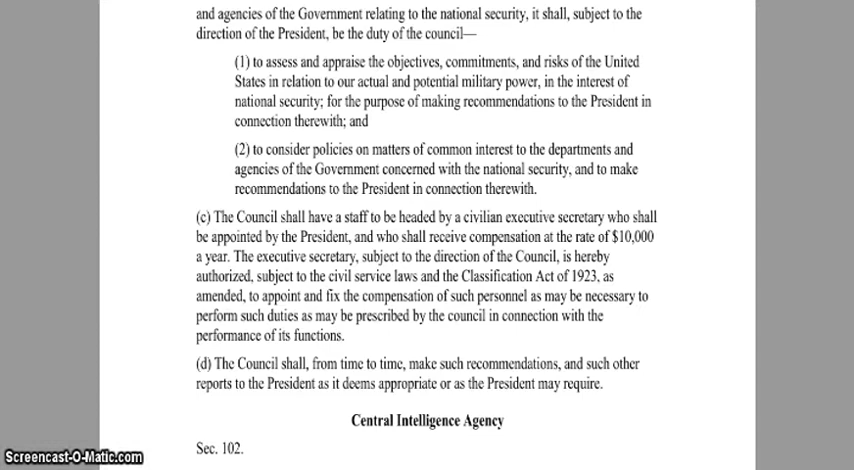 and agencies of the Government relating to the national security, it shall, subject to the
direction of the President, be the duty of the council—
(1) to assess and appraise the objectives, commitments, and risks of the United
States in relation to our actual and potential military power, in the interest of
national security; for the purpose of making recommendations to the President in
connection therewith; and
(2) to consider policies on matters of common interest to the departments and
agencies of the Government concerned with the national security, and to make
recommendations to the President in connection therewith.
(c) The Council shall have a staff to be headed by a civilian executive secretary who shall
be appointed by the President, and who shall receive compensation at the rate of $10,000
a year. The executive secretary, subject to the direction of the Council, is hereby
authorized, subject to the civil service laws and the Classification Act of 1923, as
amended, to appoint and fix the compensation of such personnel as may be necessary to
perform such duties as may be prescribed by the council in connection with the
performance of its functions.
(d) The Council shall, from time to time, make such recommendations, and such other
reports to the President as it deems appropriate or as the President may require.
Central Intelligence Agency
Sec. 102.
Screencast-O-Matic.com